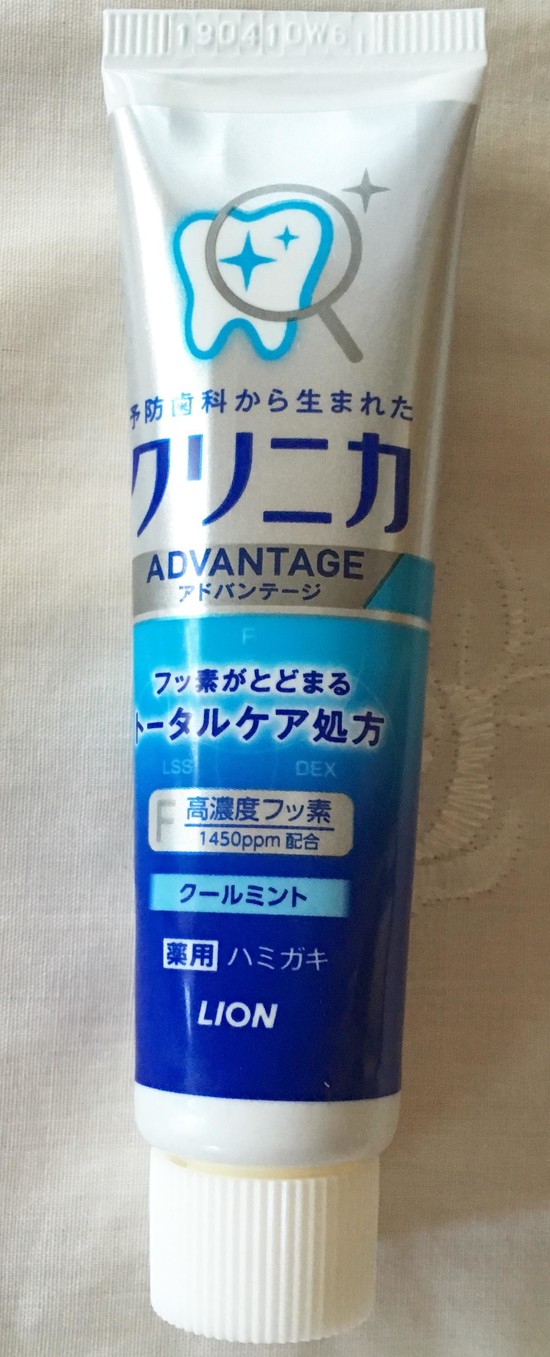 190410W6
予防歯科から生まれた
クリニカ
ADVANTAGE
アドバンテージ
F
フッ素がとどまる
トータルケア処方
LSS DEX
F 高濃度フッ素
1450ppm 配合
クールミント
薬用 ハミガキ
LION